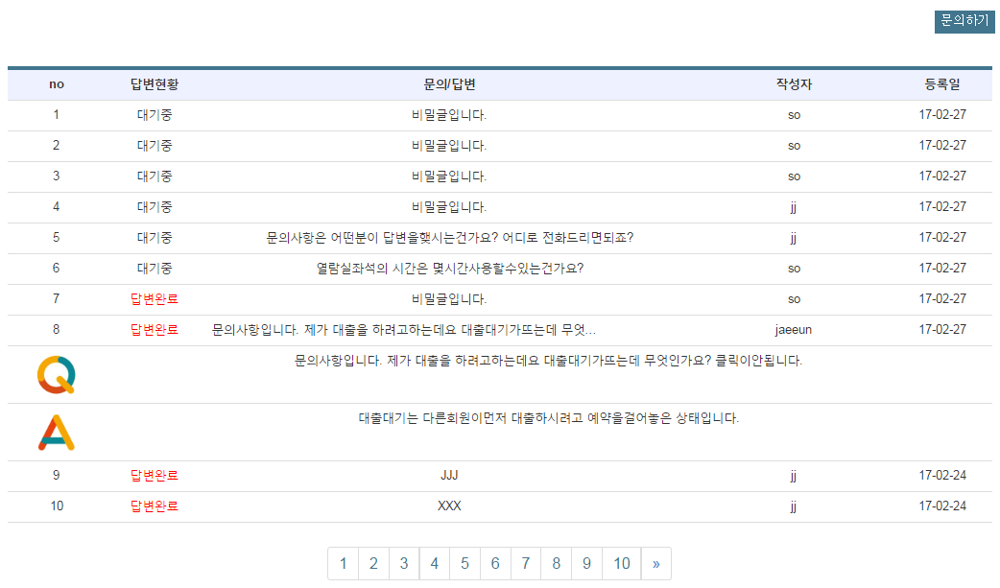 문의하기
no 답변현황 문의/답변 작성자 등록일
1 대기중 비밀글입니다. so 17-02-27
2 대기중 비밀글입니다. so 17-02-27
3 대기중 비밀글입니다. so 17-02-27
4 대기중 비밀글입니다. jj 17-02-27
5 대기중 문의사항은 어떤분이 답변을햊시는건가요? 어디로 전화드리면되죠? jj 17-02-27
6 대기중 열람실좌석의 시간은 몇시간사용할수있는건가요? so 17-02-27
7 답변완료 비밀글입니다. so 17-02-27
8 답변완료 문의사항입니다. 제가 대출을 하려고하는데요 대출대기가뜨는데 무엇... jaeeun 17-02-27
Q 문의사항입니다. 제가 대출을 하려고하는데요 대출대기가뜨는데 무엇인가요? 클릭이안됩니다.
A 대출대기는 다른회원이먼저 대출하시려고 예약을걸어놓은 상태입니다.
9 답변완료 JJJ jj 17-02-24
10 답변완료 XXX jj 17-02-24
1 2 3 4 5 6 7 8 9 10 »